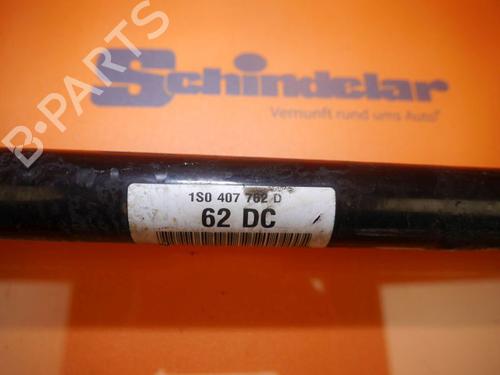 B-PARTS
Schindelar
Vernunft rund ums Auto
1S0 407 762 D
62 DC